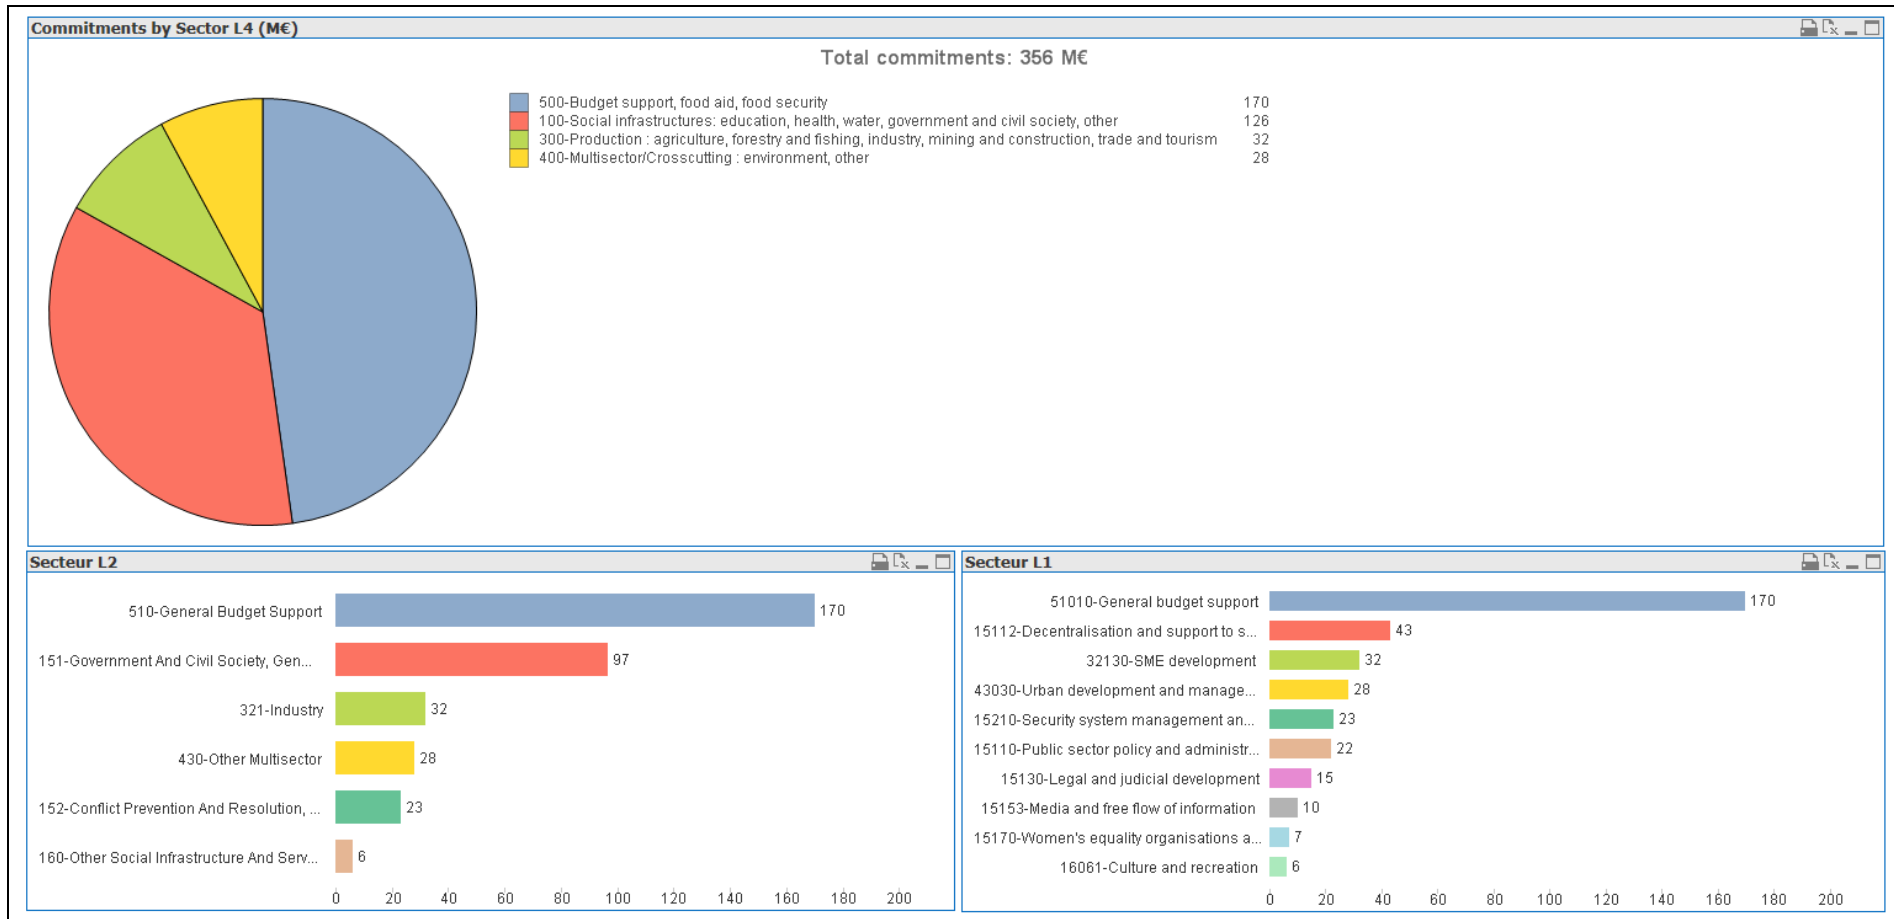 Commitments by Sector L4 (M€)
Total commitments: 356 M€
500-Budget support, food aid, food security 170
100-Social infrastructures: education, health, water, government and civil society, other 126
300-Production : agriculture, forestry and fishing, industry, mining and construction, trade and tourism 32
400-Multisector/Crosscutting : environment, other 28
Secteur L2
510-General Budget Support 170
151-Government And Civil Society, Gen... 97
321-Industry 32
430-Other Multisector 28
152-Conflict Prevention And Resolution, ... 23
160-Other Social Infrastructure And Serv... 6
0 20 40 60 80 100 120 140 160 180 200
Secteur L1
51010-General budget support 170
15112-Decentralisation and support to s... 43
32130-SME development 32
43030-Urban development and manage... 28
15210-Security system management an... 23
15110-Public sector policy and administr... 22
15130-Legal and judicial development 15
15153-Media and free flow of information 10
15170-Women's equality organisations a... 7
16061-Culture and recreation 6
0 20 40 60 80 100 120 140 160 180 200